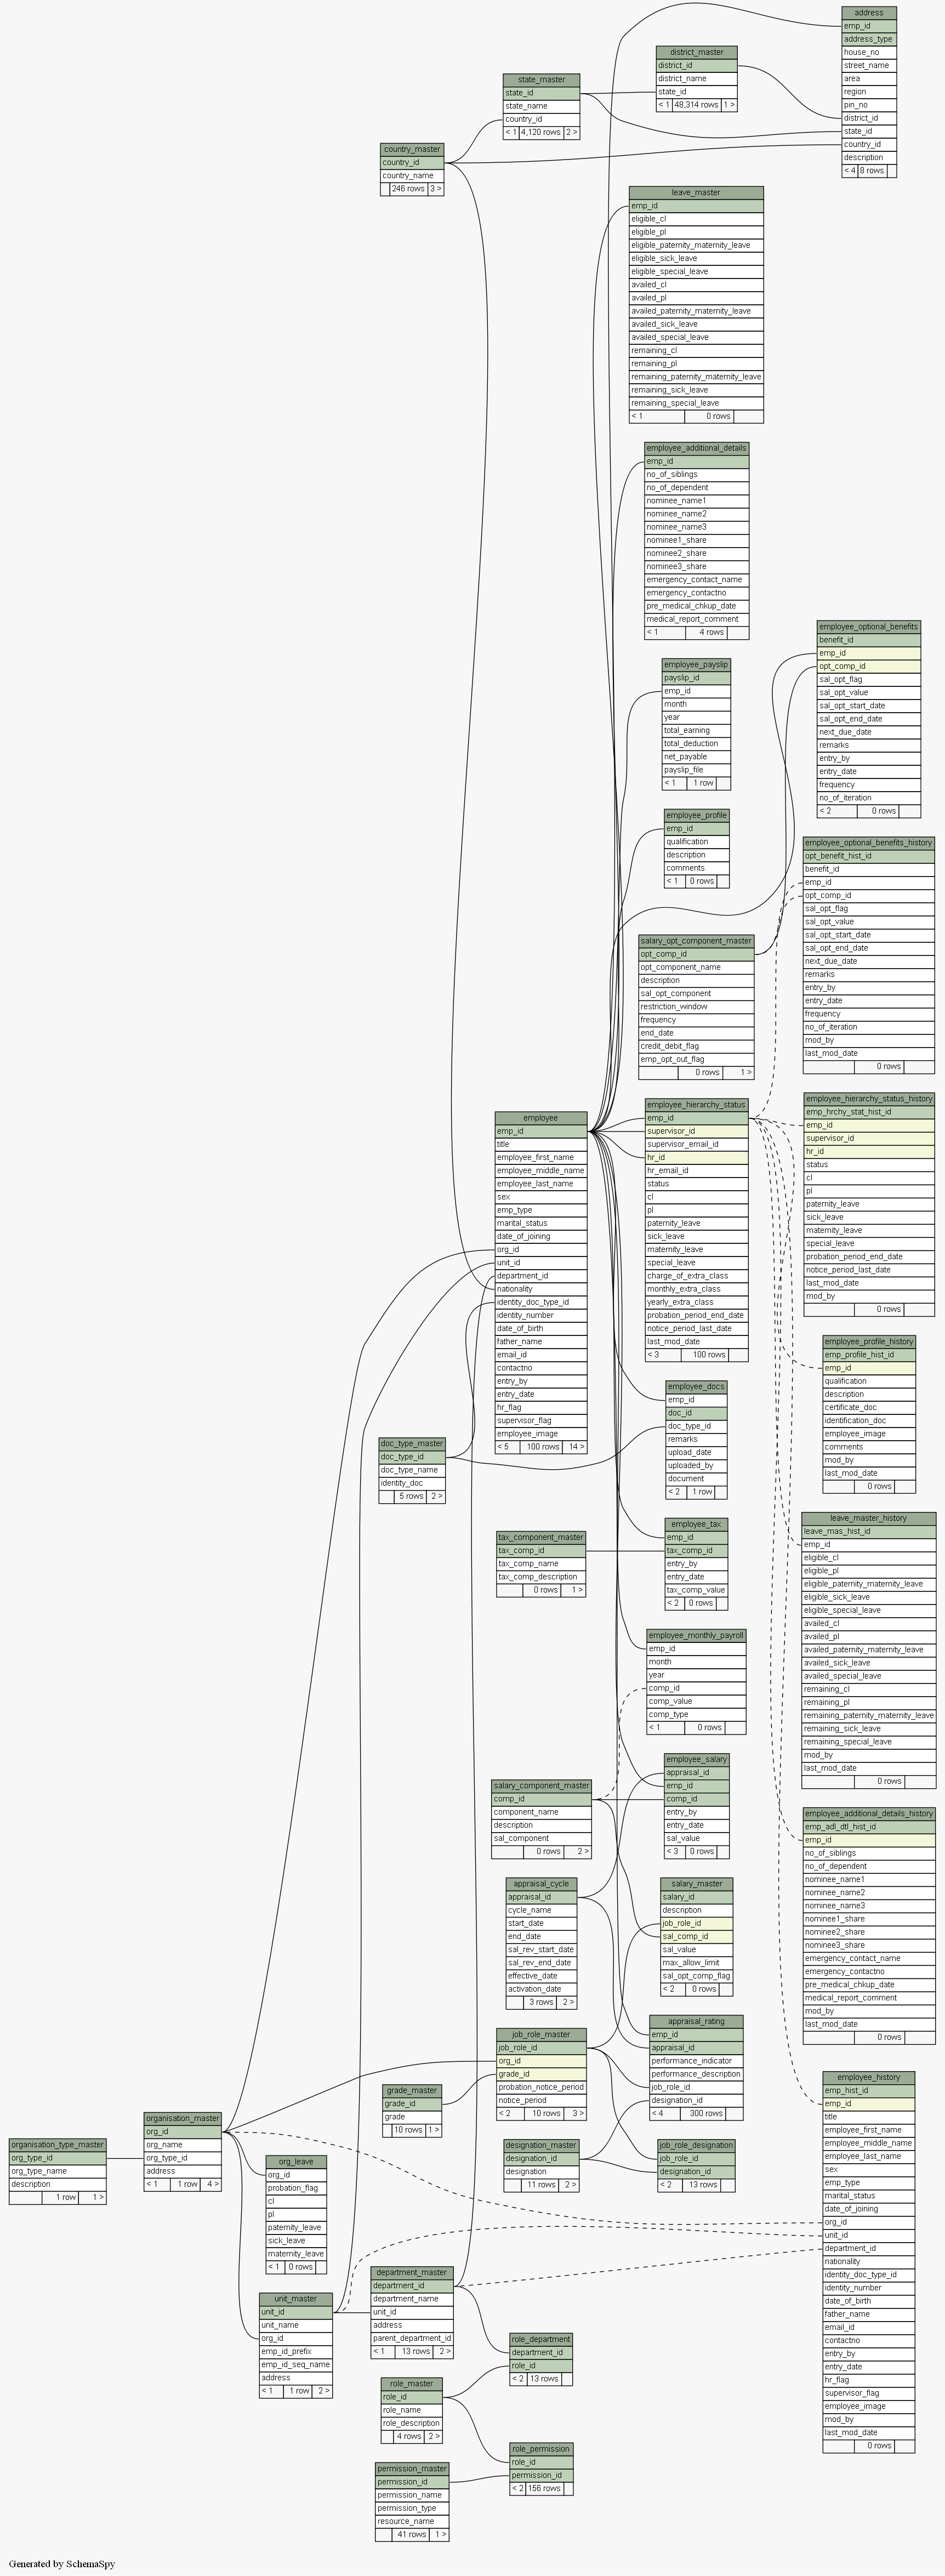 address
emp_id
address_type
house_no
street_name
area
region
pin_no
district_id
state_id
country_id
description
< 4 8 rows
district_master
district_id
district_name
state_id
< 1 48,314 rows 1 >
state_master
state_id
state_name
country_id
< 1 4,120 rows 2 >
country_master
country_id
country_name
246 rows 3 >
leave_master
emp_id
eligible_cl
eligible_pl
eligible_paternity_maternity_leave
eligible_sick_leave
eligible_special_leave
availed_cl
availed_pl
availed_paternity_maternity_leave
availed_sick_leave
availed_special_leave
remaining_cl
remaining_pl
remaining_paternity_maternity_leave
remaining_sick_leave
remaining_special_leave
< 1 0 rows
employee_additional_details
emp_id
no_of_siblings
no_of_dependent
nominee_name1
nominee_name2
nominee_name3
nominee1_share
nominee2_share
nominee3_share
emergency_contact_name
emergency_contactno
pre_medical_chkup_date
medical_report_comment
< 1 4 rows
employee_optional_benefits
benefit_id
emp_id
opt_comp_id
sal_opt_flag
sal_opt_value
sal_opt_start_date
sal_opt_end_date
next_due_date
remarks
entry_by
entry_date
frequency
no_of_iteration
< 2 0 rows
employee_payslip
payslip_id
emp_id
month
year
total_earning
total_deduction
net_payable
payslip_file
< 1 1 row
employee_profile
emp_id
qualification
description
comments
< 1 0 rows
employee_optional_benefits_history
opt_benefit_hist_id
benefit_id
emp_id
opt_comp_id
sal_opt_flag
sal_opt_value
sal_opt_start_date
sal_opt_end_date
next_due_date
remarks
entry_by
entry_date
frequency
no_of_iteration
mod_by
last_mod_date
0 rows
salary_opt_component_master
opt_comp_id
opt_component_name
description
sal_opt_component
restriction_window
frequency
end_date
credit_debit_flag
emp_opt_out_flag
0 rows 1 >
employee_hierarchy_status
emp_id
supervisor_id
supervisor_email_id
hr_id
hr_email_id
status
cl
pl
paternity_leave
sick_leave
maternity_leave
special_leave
charge_of_extra_class
monthly_extra_class
yearly_extra_class
probation_period_end_date
notice_period_last_date
last_mod_date
< 3 100 rows
employee_hierarchy_status_history
emp_hrchy_stat_hist_id
emp_id
supervisor_id
hr_id
status
cl
pl
paternity_leave
sick_leave
maternity_leave
special_leave
probation_period_end_date
notice_period_last_date
last_mod_date
mod_by
0 rows
employee
emp_id
title
employee_first_name
employee_middle_name
employee_last_name
sex
emp_type
marital_status
date_of_joining
org_id
unit_id
department_id
nationality
identity_doc_type_id
identity_number
date_of_birth
father_name
email_id
contactno
entry_by
entry_date
hr_flag
supervisor_flag
employee_image
< 5 100 rows 14 >
employee_profile_history
emp_profile_hist_id
emp_id
qualification
description
certificate_doc
identification_doc
employee_image
comments
mod_by
last_mod_date
0 rows
employee_docs
emp_id
doc_id
doc_type_id
remarks
upload_date
uploaded_by
document
< 2 1 row
doc_type_master
doc_type_id
doc_type_name
identity_doc
5 rows 2 >
leave_master_history
leave_mas_hist_id
emp_id
eligible_cl
eligible_pl
eligible_paternity_maternity_leave
eligible_sick_leave
eligible_special_leave
availed_cl
availed_pl
availed_paternity_maternity_leave
availed_sick_leave
availed_special_leave
remaining_cl
remaining_pl
remaining_paternity_maternity_leave
remaining_sick_leave
remaining_special_leave
mod_by
last_mod_date
0 rows
employee_tax
emp_id
tax_comp_id
entry_by
entry_date
tax_comp_value
< 2 0 rows
tax_component_master
tax_comp_id
tax_comp_name
tax_comp_description
0 rows 1 >
employee_monthly_payroll
emp_id
month
year
comp_id
comp_value
comp_type
< 1 0 rows
employee_salary
appraisal_id
emp_id
comp_id
entry_by
entry_date
sal_value
< 3 0 rows
salary_component_master
comp_id
component_name
description
sal_component
0 rows 2 >
employee_additional_details_history
emp_adl_dtl_hist_id
emp_id
no_of_siblings
no_of_dependent
nominee_name1
nominee_name2
nominee_name3
nominee1_share
nominee2_share
nominee3_share
emergency_contact_name
emergency_contactno
pre_medical_chkup_date
medical_report_comment
mod_by
last_mod_date
0 rows
appraisal_cycle
appraisal_id
cycle_name
start_date
end_date
sal_rev_start_date
sal_rev_end_date
effective_date
activation_date
3 rows 2 >
salary_master
salary_id
description
job_role_id
sal_comp_id
sal_value
max_allow_limit
sal_opt_comp_flag
< 2 0 rows
appraisal_rating
emp_id
appraisal_id
performance_indicator
performance_description
job_role_id
designation_id
< 4 300 rows
job_role_master
job_role_id
org_id
grade_id
probation_notice_period
notice_period
< 2 10 rows 3 >
grade_master
grade_id
grade
10 rows 1 >
employee_history
emp_hist_id
emp_id
title
employee_first_name
employee_middle_name
employee_last_name
sex
emp_type
marital_status
date_of_joining
org_id
unit_id
department_id
nationality
identity_doc_type_id
identity_number
date_of_birth
father_name
email_id
contactno
entry_by
entry_date
hr_flag
supervisor_flag
employee_image
mod_by
last_mod_date
0 rows
organisation_master
org_id
org_name
org_type_id
address
< 1 1 row 4 >
organisation_type_master
org_type_id
org_type_name
description
1 row 1 >
designation_master
designation_id
designation
11 rows 2 >
job_role_designation
job_role_id
designation_id
< 2 13 rows
org_leave
org_id
probation_flag
cl
pl
paternity_leave
sick_leave
maternity_leave
< 1 0 rows
department_master
department_id
department_name
unit_id
address
parent_department_id
< 1 13 rows 2 >
unit_master
unit_id
unit_name
org_id
emp_id_prefix
emp_id_seq_name
address
< 1 1 row 2 >
role_department
department_id
role_id
< 2 13 rows
role_master
role_id
role_name
role_description
4 rows 2 >
role_permission
role_id
permission_id
< 2 156 rows
permission_master
permission_id
permission_name
permission_type
resource_name
41 rows 1 >
Generated by SchemaSpy